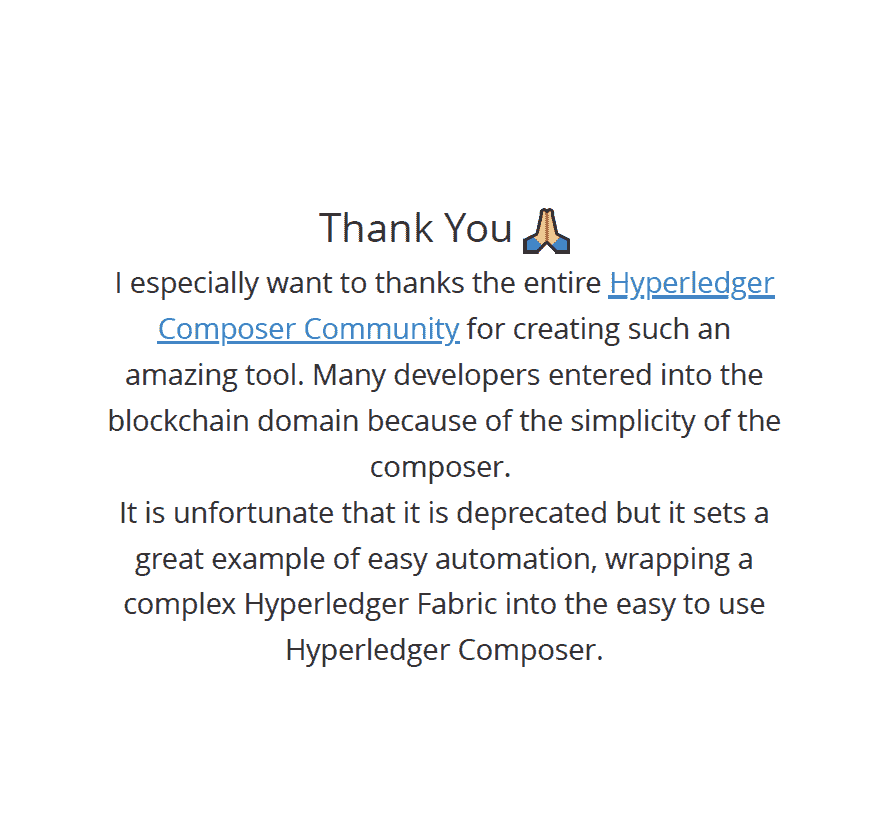 Thank You 🙏
I especially want to thanks the entire Hyperledger
Composer Community for creating such an
amazing tool. Many developers entered into the
blockchain domain because of the simplicity of the
composer.
It is unfortunate that it is deprecated but it sets a
great example of easy automation, wrapping a
complex Hyperledger Fabric into the easy to use
Hyperledger Composer.